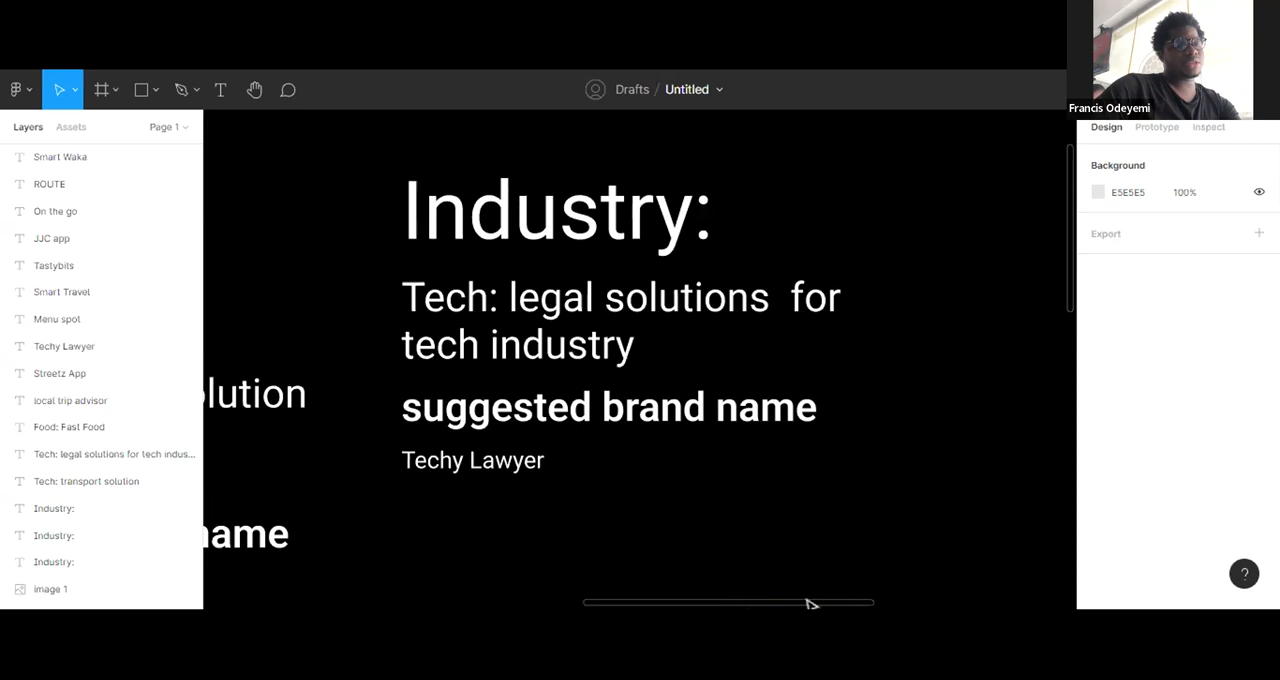 Drafts / Untitled
Francis Odeyemi
Layers Assets Page 1
Design Prototype Inspect
Smart Waka
ROUTE
On the go
JJC app
Tastybits
Smart Travel
Menu spot
Techy Lawyer
Streetz App
local trip advisor
Food: Fast Food
Tech: legal solutions for tech indus...
Tech: transport solution
Industry:
Industry:
Industry:
image 1
olution
name
Industry:
Tech: legal solutions for
tech industry
suggested brand name
Techy Lawyer
Background
E5E5E5 100%
Export
?